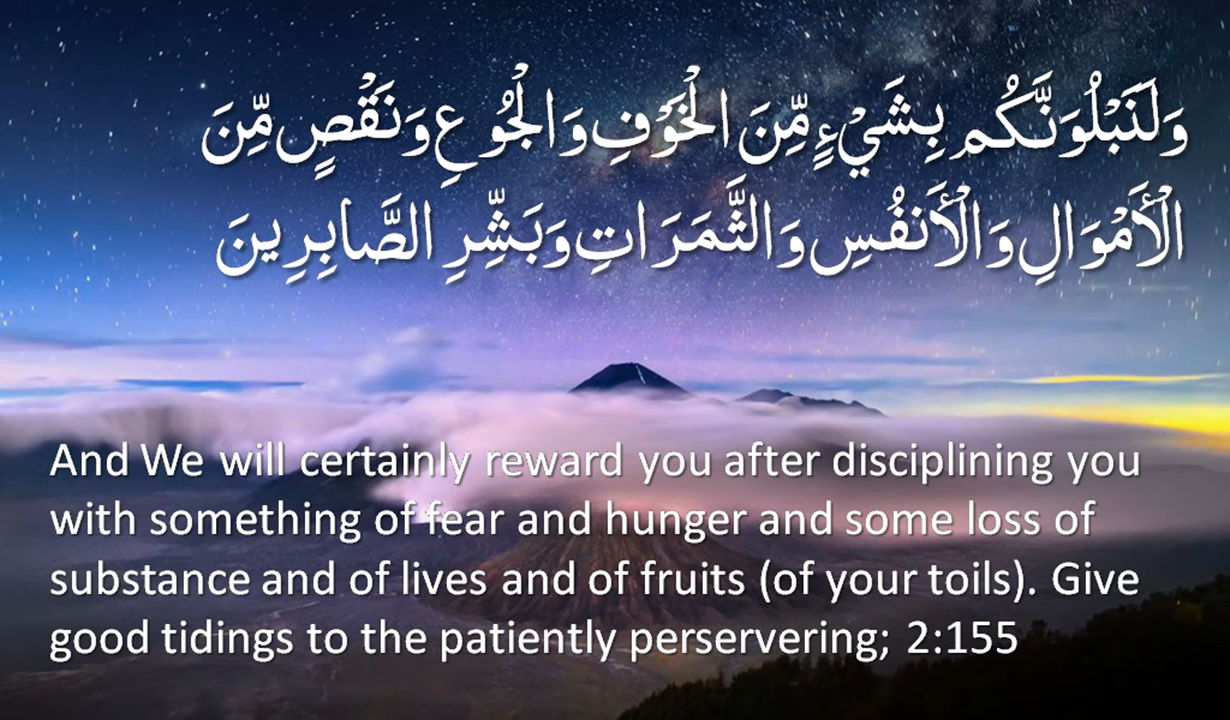 وَلَنَبْلُوَنَّكُم بِشَيْءٍ مِّنَ الْخَوْفِ وَالْجُوعِ وَنَقْصٍ مِّنَ
الْأَمْوَالِ وَالْأَنفُسِ وَالثَّمَرَاتِ وَبَشِّرِ الصَّابِرِينَ
And We will certainly reward you after disciplining you
with something of fear and hunger and some loss of
substance and of lives and of fruits (of your toils). Give
good tidings to the patiently perservering; 2:155